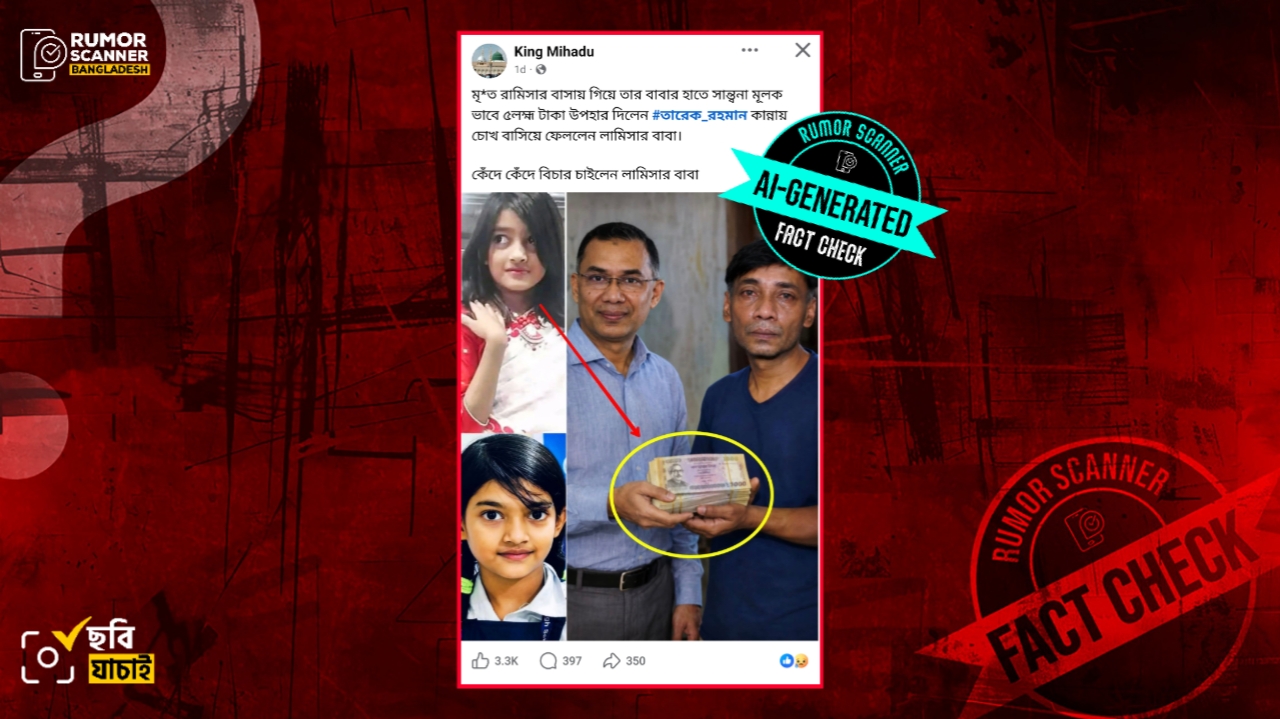 RUMOR
SCANNER
BANGLADESH
King Mihadu
1d
মৃ*ত রামিসার বাসায় গিয়ে তার বাবার হাতে সান্ত্বনা মূলক
ভাবে ৫লহ্ম টাকা উপহার দিলেন #তারেক_রহমান কান্নায়
চোখ বাসিয়ে ফেললেন লামিসার বাবা।
কেঁদে কেঁদে বিচার চাইলেন লামিসার বাবা
RUMOR SCANNER
AI-GENERATED
FACT CHECK
3.3K
397
350
ছবি
যাচাই
RUMOR SCANNER
FACT CHECK